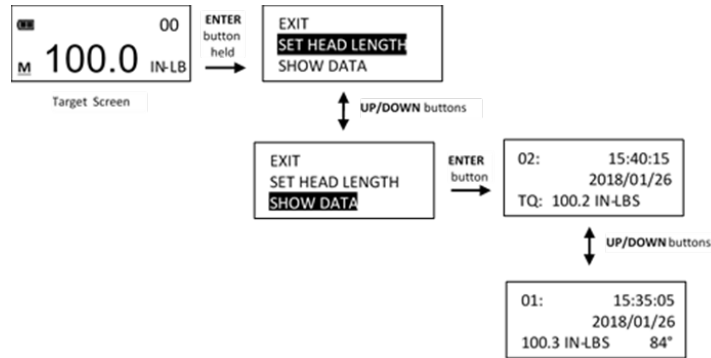 00
M 100.0 IN-LB
Target Screen
ENTER
button
held
EXIT
SET HEAD LENGTH
SHOW DATA
UP/DOWN buttons
EXIT
SET HEAD LENGTH
SHOW DATA
ENTER
button
02: 15:40:15
2018/01/26
TQ: 100.2 IN-LBS
UP/DOWN buttons
01: 15:35:05
2018/01/26
100.3 IN-LBS 84°